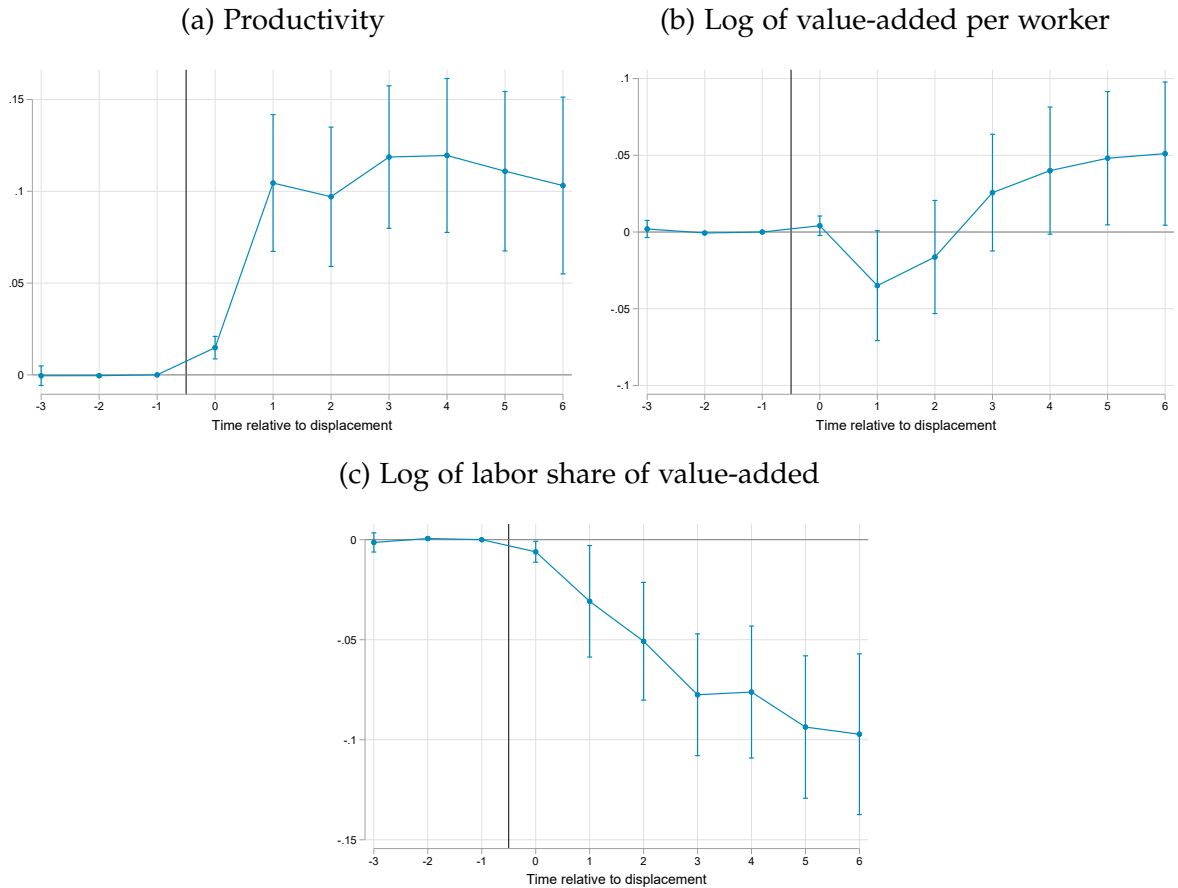 (a) Productivity
.15
.1
.05
0
-3 -2 -1 0 1 2 3 4 5 6
Time relative to displacement
(b) Log of value-added per worker
.1
.05
0
-.05
-.1
-3 -2 -1 0 1 2 3 4 5 6
Time relative to displacement
(c) Log of labor share of value-added
0
-.05
-.1
-.15
-3 -2 -1 0 1 2 3 4 5 6
Time relative to displacement